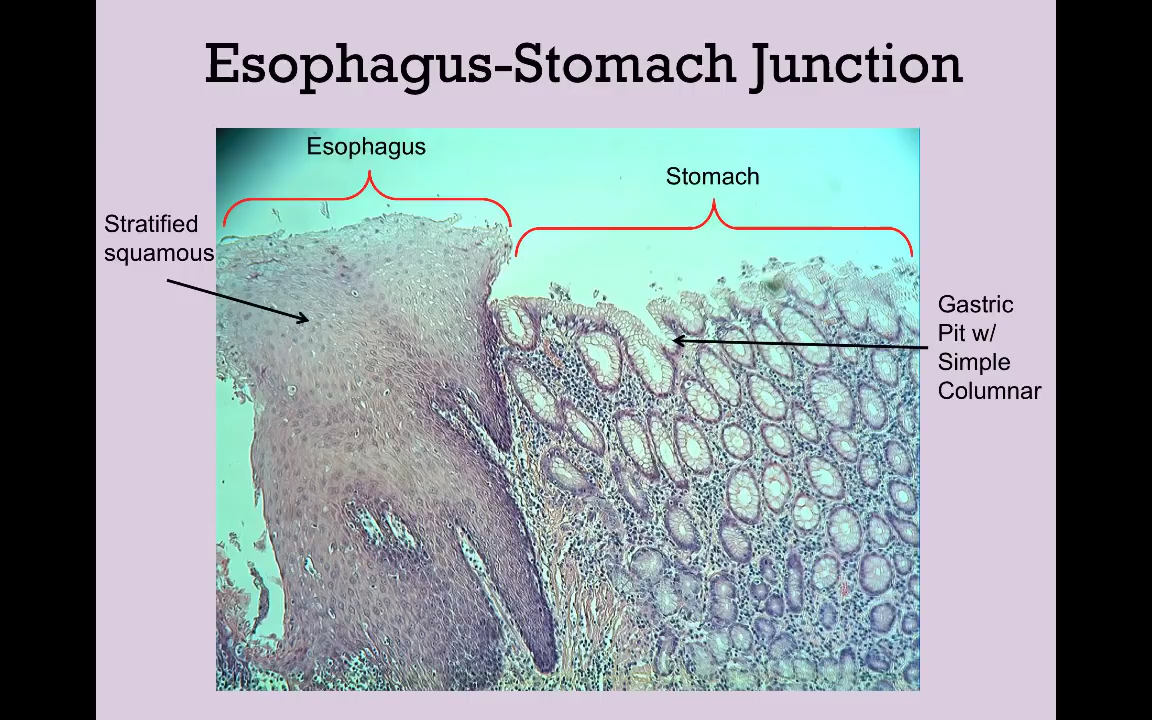 Esophagus-Stomach Junction
Esophagus
Stomach
Stratified
squamous
Gastric
Pit w/
Simple
Columnar